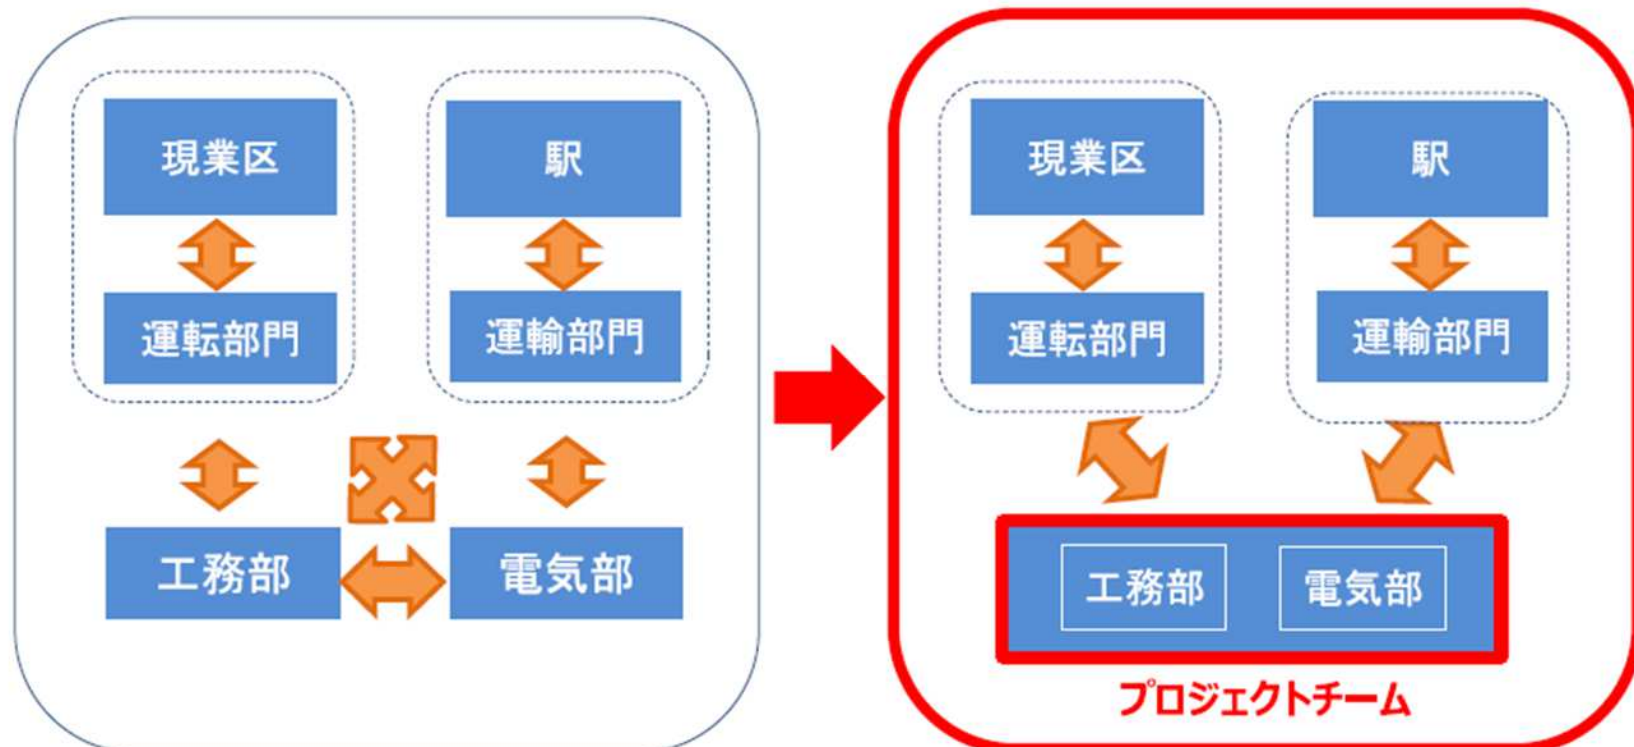 現業区
駅
運転部門
運輸部門
工務部
電気部
現業区
駅
運転部門
運輸部門
工務部
電気部
プロジェクトチーム